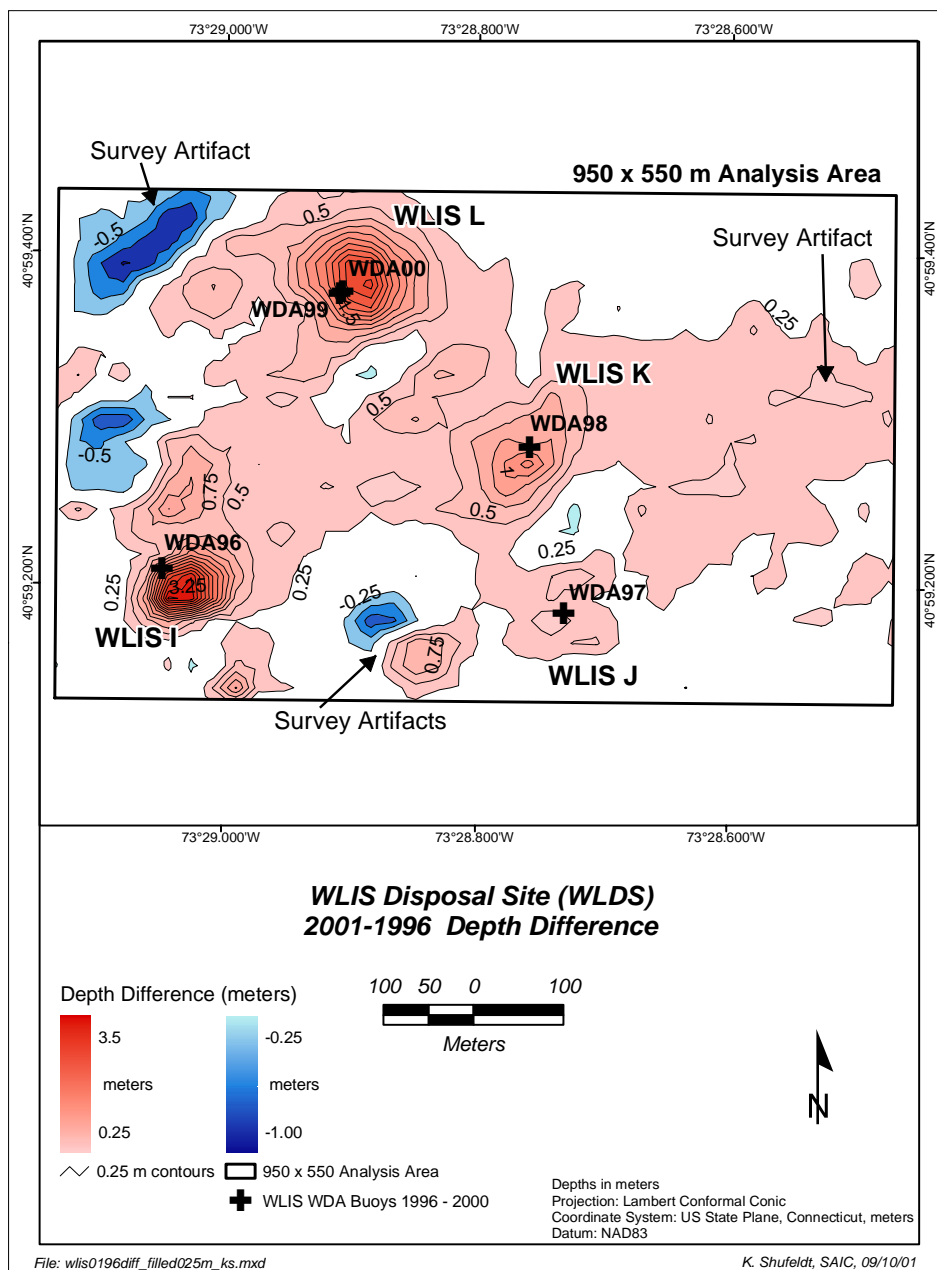 73°29.000'W 73°28.800'W 73°28.600'W
Survey Artifact
950 x 550 m Analysis Area
-0.5
0.5
WLIS L
40°59.400'N
40°59.400'N
Survey Artifact
WDA00
WDA99
1.5
0.25
WLIS K
0.5
WDA98
-0.5
0.75
0.5
1
0.5
WDA96
0.25
0.25
3.25
0.25
-0.25
WDA97
40°59.200'N
40°59.200'N
WLIS I
0.75
WLIS J
Survey Artifacts
73°29.000'W 73°28.800'W 73°28.600'W
WLIS Disposal Site (WLDS)
2001-1996 Depth Difference
Depth Difference (meters)
3.5
meters
0.25
-0.25
meters
-1.00
0.25 m contours
950 x 550 Analysis Area
WLIS WDA Buoys 1996 - 2000
100 50 0 100
Meters
N
Depths in meters
Projection: Lambert Conformal Conic
Coordinate System: US State Plane, Connecticut, meters
Datum: NAD83
File: wlis0196diff_filled025m_ks.mxd
K. Shufeldt, SAIC, 09/10/01